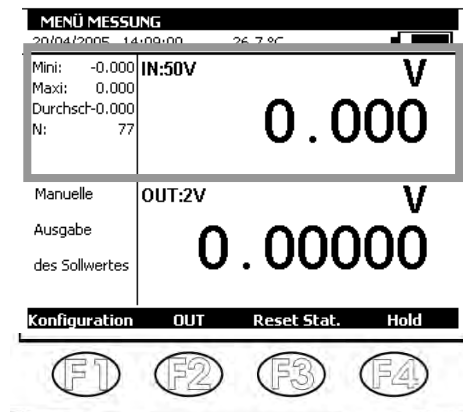 MENÜ MESSUNG
20/04/2005 14:09:00 26.7 °C
Mini: -0.000 IN:50V V
Maxi: 0.000
Durchscł-0.000 0.000
N: 77
Manuelle OUT:2V V
Ausgabe
0.00000
des Sollwertes
Konfiguration OUT Reset Stat. Hold
F1 F2 F3 F4